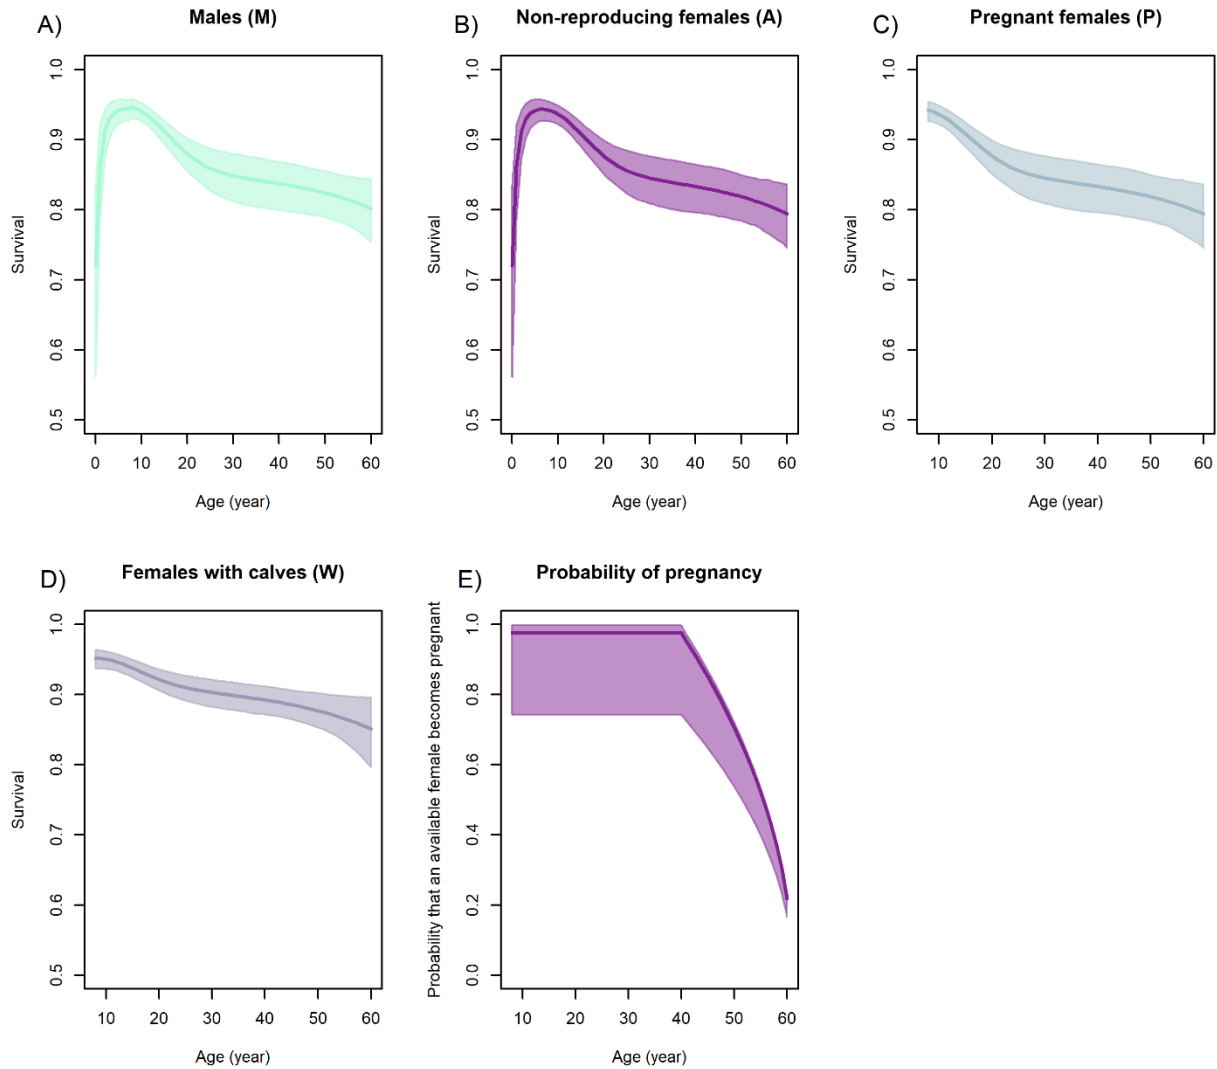 A)
Males (M)
Survival
1.0
0.9
0.8
0.7
0.6
0.5
0 10 20 30 40 50 60
Age (year)
B)
Non-reproducing females (A)
Survival
1.0
0.9
0.8
0.7
0.6
0.5
0 10 20 30 40 50 60
Age (year)
C)
Pregnant females (P)
Survival
1.0
0.9
0.8
0.7
0.6
0.5
10 20 30 40 50 60
Age (year)
D)
Females with calves (W)
Survival
1.0
0.9
0.8
0.7
0.6
0.5
10 20 30 40 50 60
Age (year)
E)
Probability of pregnancy
Probability that an available female becomes pregnant
1.0
0.8
0.6
0.4
0.2
0.0
10 20 30 40 50 60
Age (year)